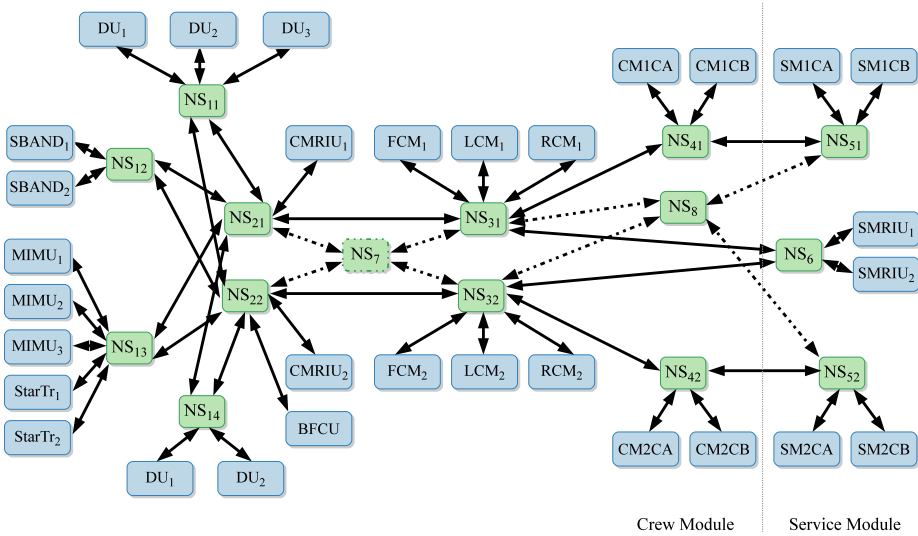 DU1 DU2 DU3
CM1CA CM1CB SM1CA SM1CB
NS11
SBAND1 CMRIU1 FCM1 LCM1 RCM1 NS41 NS51
NS12
SBAND2
NS21 NS31 NS8
SMRIU1
MIMU1 NS7 NS6
SMRIU2
MIMU2 NS22 NS32
MIMU3 NS13
CMRIU2 FCM2 LCM2 RCM2 NS42 NS52
StarTr1
NS14
StarTr2 BFCU
CM2CA CM2CB SM2CA SM2CB
DU1 DU2
Crew Module Service Module